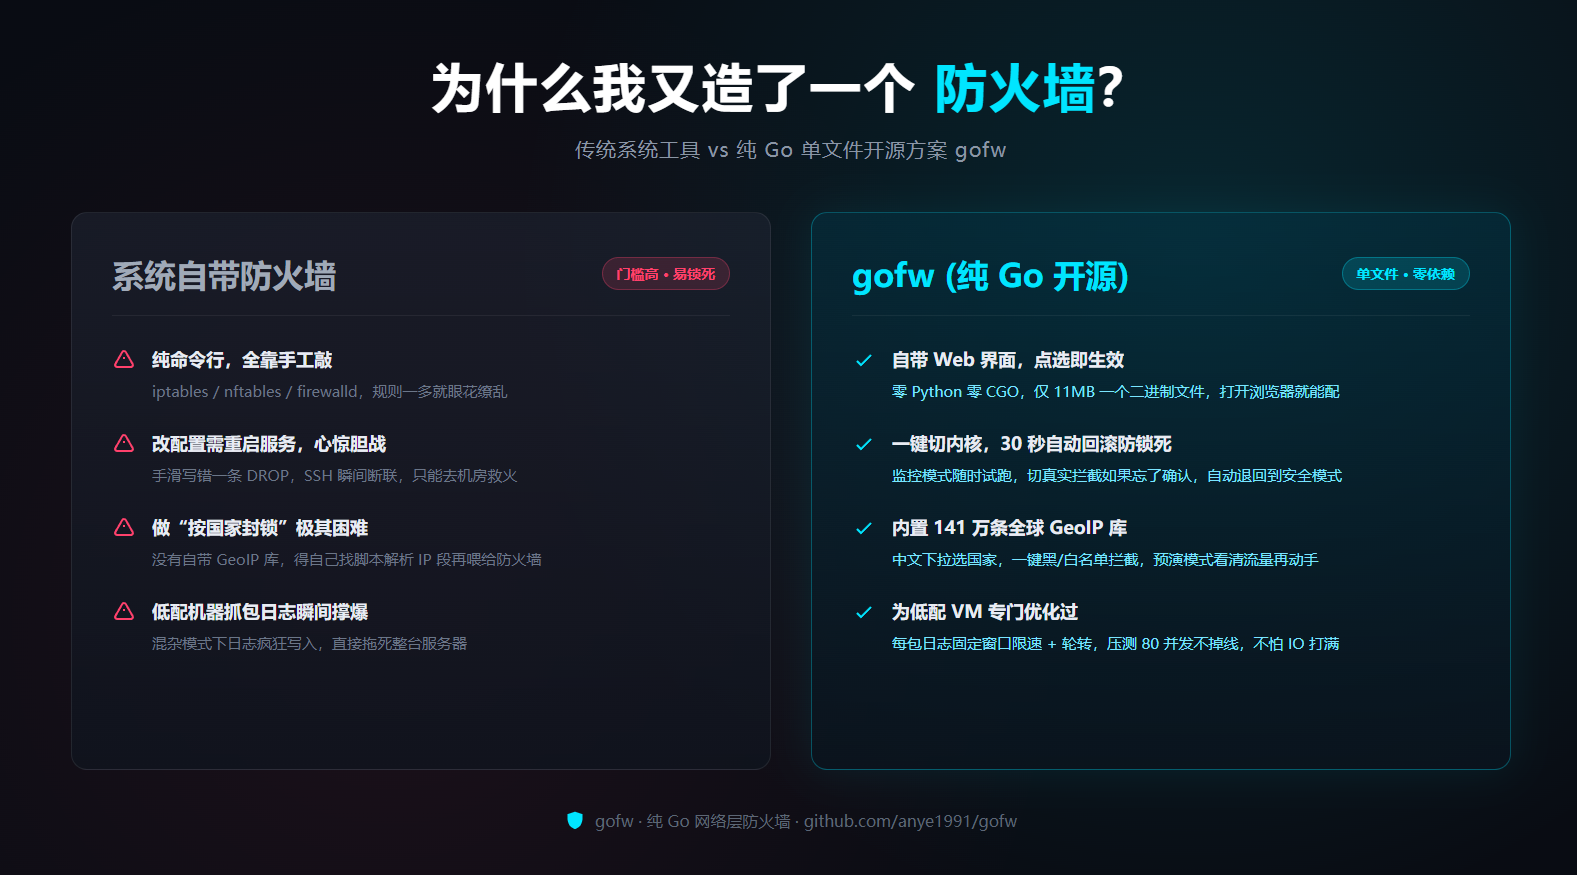 为什么我又造了一个 防火墙?
传统系统工具 vs 纯 Go 单文件开源方案 gofw
系统自带防火墙
门槛高 • 易锁死
纯命令行，全靠手工敲
iptables / nftables / firewalld，规则一多就眼花缭乱
改配置需重启服务，心惊胆战
手滑写错一条 DROP，SSH 瞬间断联，只能去机房救火
做“按国家封锁”极其困难
没有自带 GeoIP 库，得自己找脚本解析 IP 段再喂给防火墙
低配机器抓包日志瞬间撑爆
混杂模式下日志疯狂写入，直接拖死整台服务器
gofw (纯 Go 开源)
单文件 • 零依赖
自带 Web 界面，点选即生效
零 Python 零 CGO，仅 11MB 一个二进制文件，打开浏览器就能配
一键切内核，30 秒自动回滚防锁死
监控模式随时试跑，切真实拦截如果忘了确认，自动退回到安全模式
内置 141 万条全球 GeoIP 库
中文下拉选国家，一键黑/白名单拦截，预演模式看清流量再动手
为低配 VM 专门优化过
每包日志固定窗口限速 + 轮转，压测 80 并发不掉线，不怕 IO 打满
gofw · 纯 Go 网络层防火墙 · github.com/anye1991/gofw